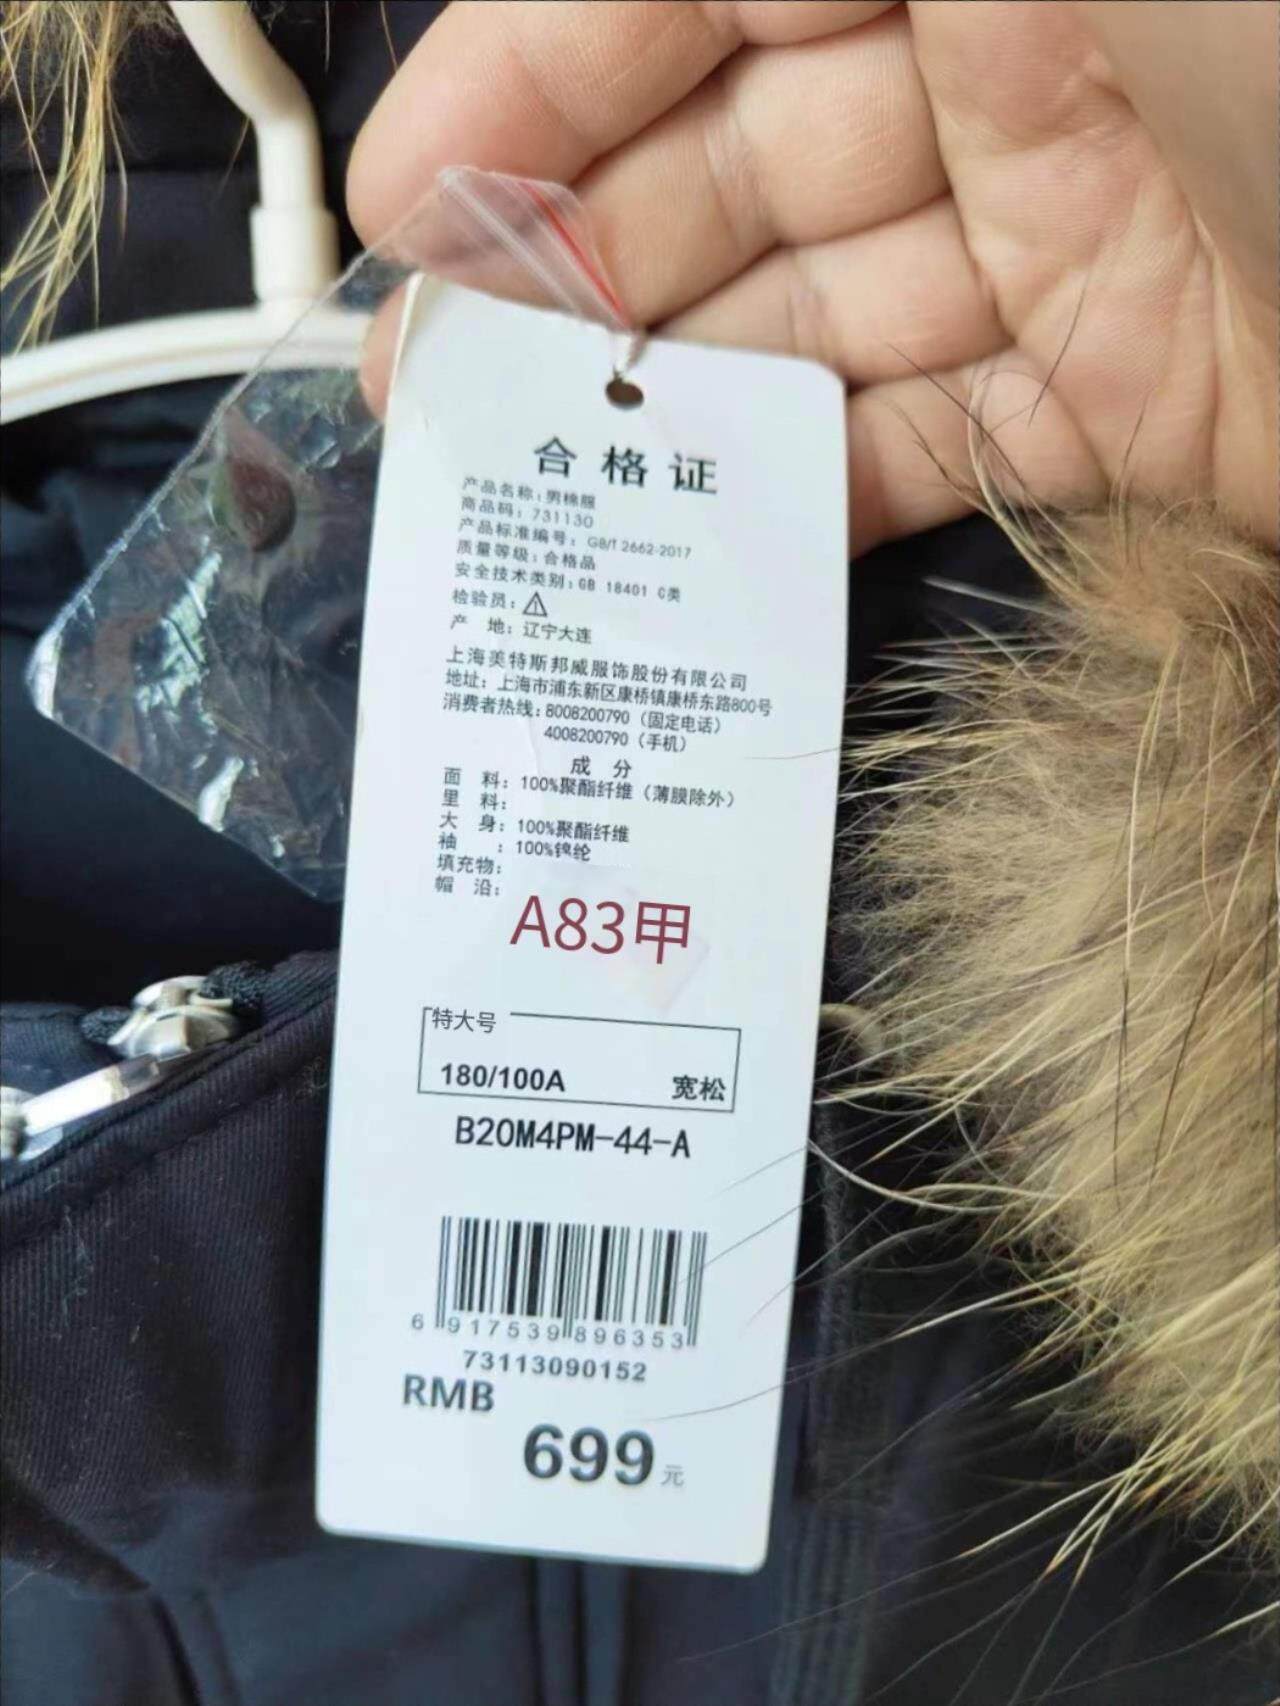 合格证
产品名称：男棉服
商品码：731130
产品标准编号：GB/T 2662-2017
质量等级：合格品
安全技术类别：GB 18401 C类
检验员：1
产 地：辽宁大连
上海美特斯邦威服饰股份有限公司
地址：上海市浦东新区康桥镇康桥东路800号
消费者热线：8008200790（固定电话）
4008200790（手机）
成 分
面 料：100%聚酯纤维（薄膜除外）
里 料：
大 身：100%聚酯纤维
袖 ：100%锦纶
填充物：
帽 沿：
A83甲
特大号
180/100A 宽松
B20M4PM-44-A
6 917539 896353
73113090152
RMB
699元